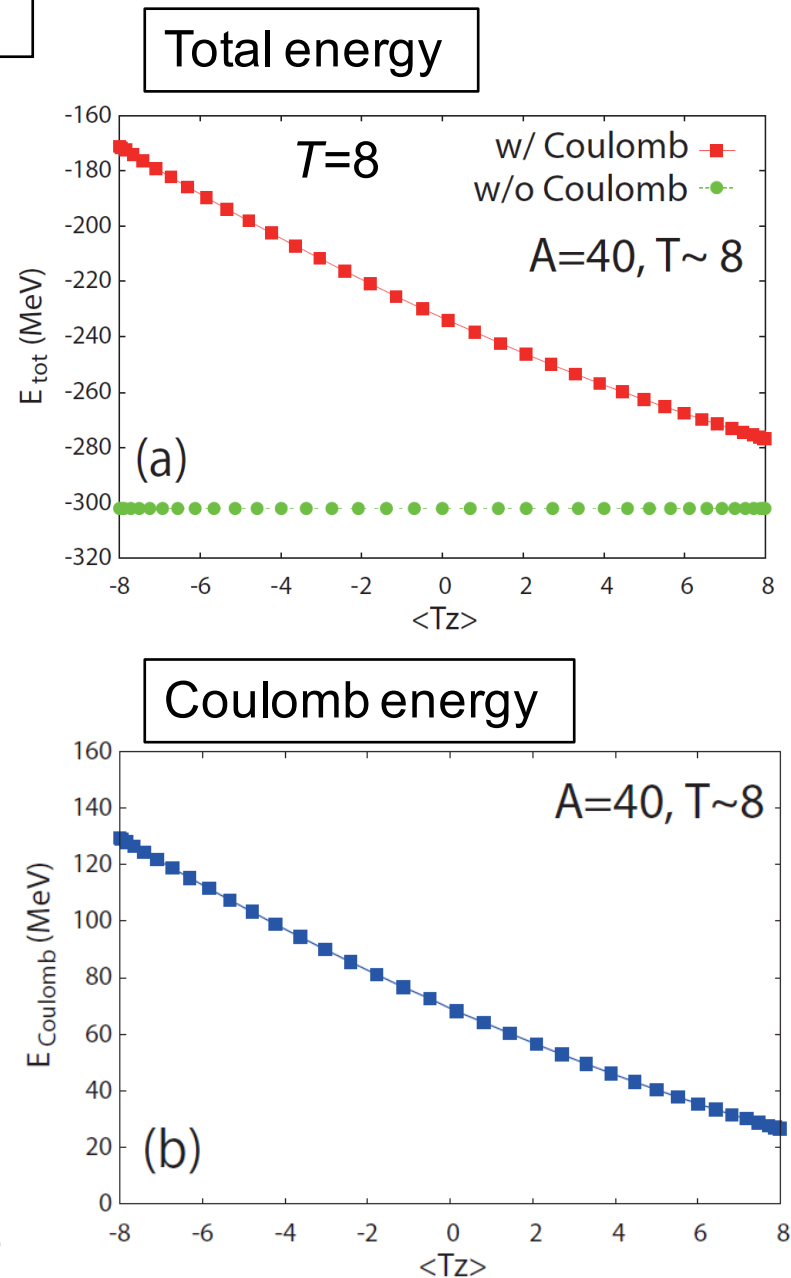 Total energy
-160
-180
-200
-220
-240
-260
-280
-300
-320
E tot (MeV)
T=8
w/ Coulomb
w/o Coulomb
A=40, T~ 8
(a)
-8 -6 -4 -2 0 2 4 6 8
<Tz>
Coulomb energy
160
140
120
100
80
60
40
20
0
E Coulomb (MeV)
A=40, T~8
(b)
-8 -6 -4 -2 0 2 4 6 8
<Tz>